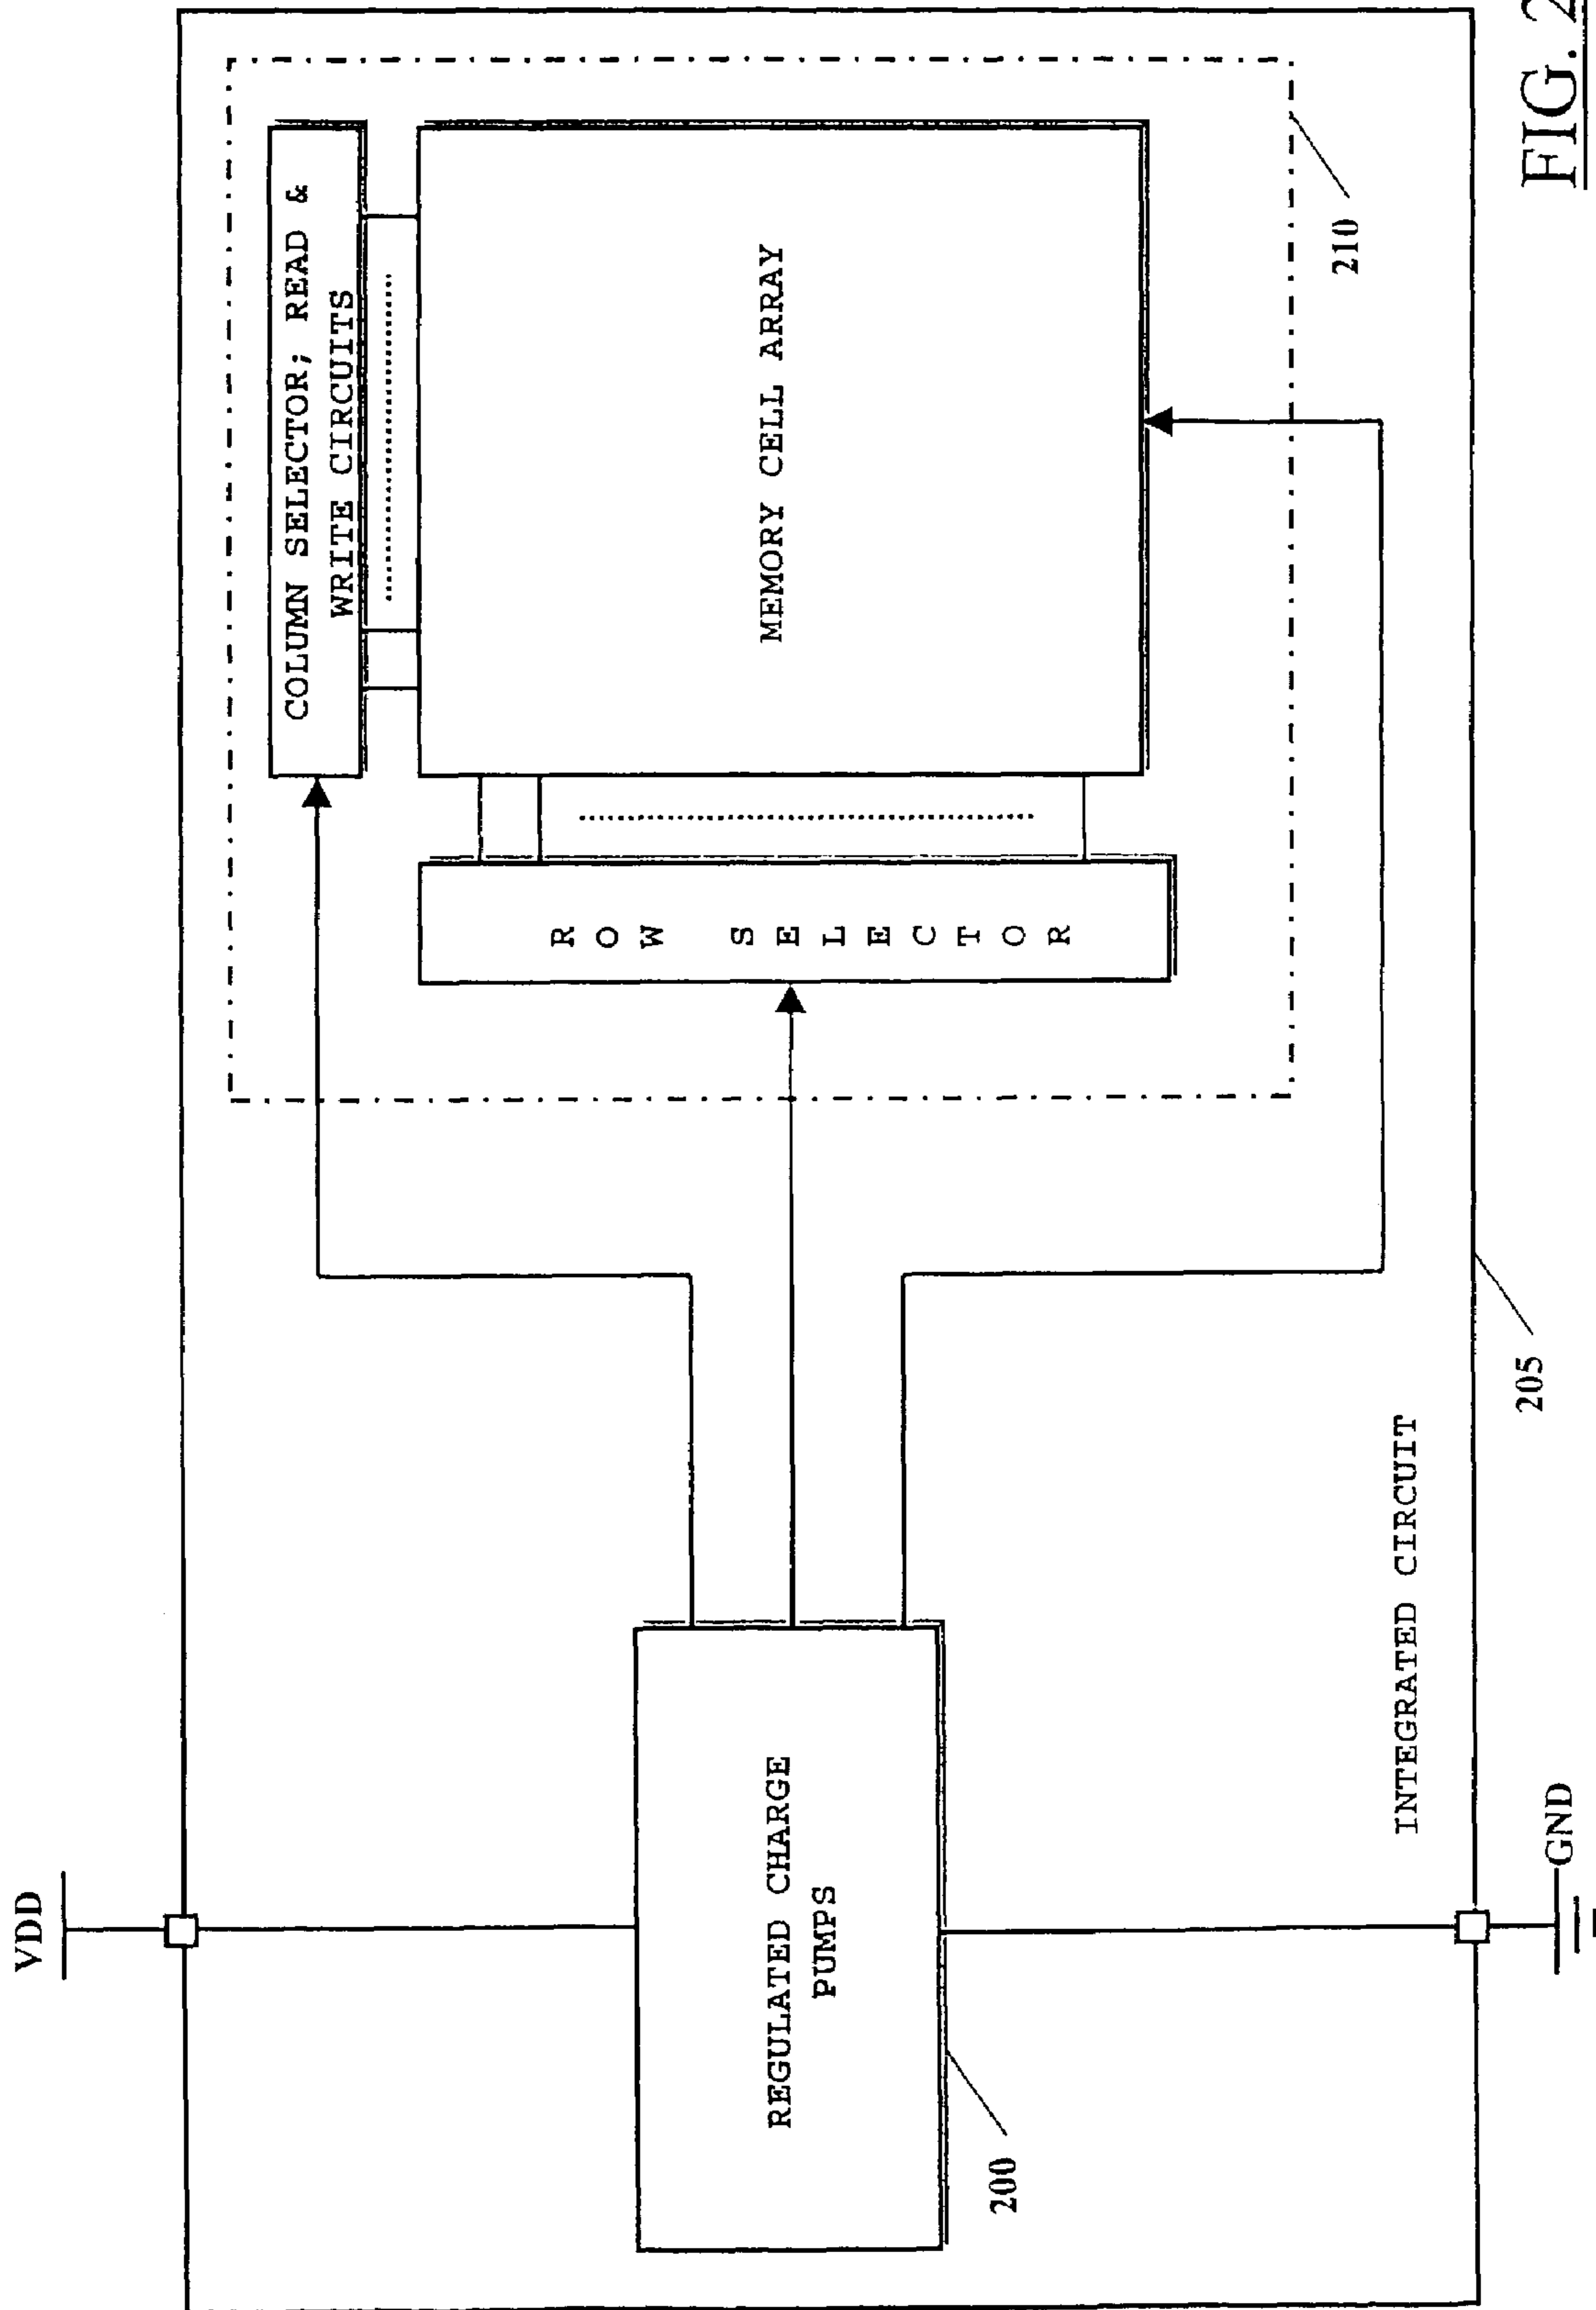 VDD
COLUMN SELECTOR; READ &
WRITE CIRCUITS
MEMORY CELL ARRAY
ROW SELECTOR
REGULATED CHARGE
PUMPS
200
210
INTEGRATED CIRCUIT
205
GND
FIG. 2